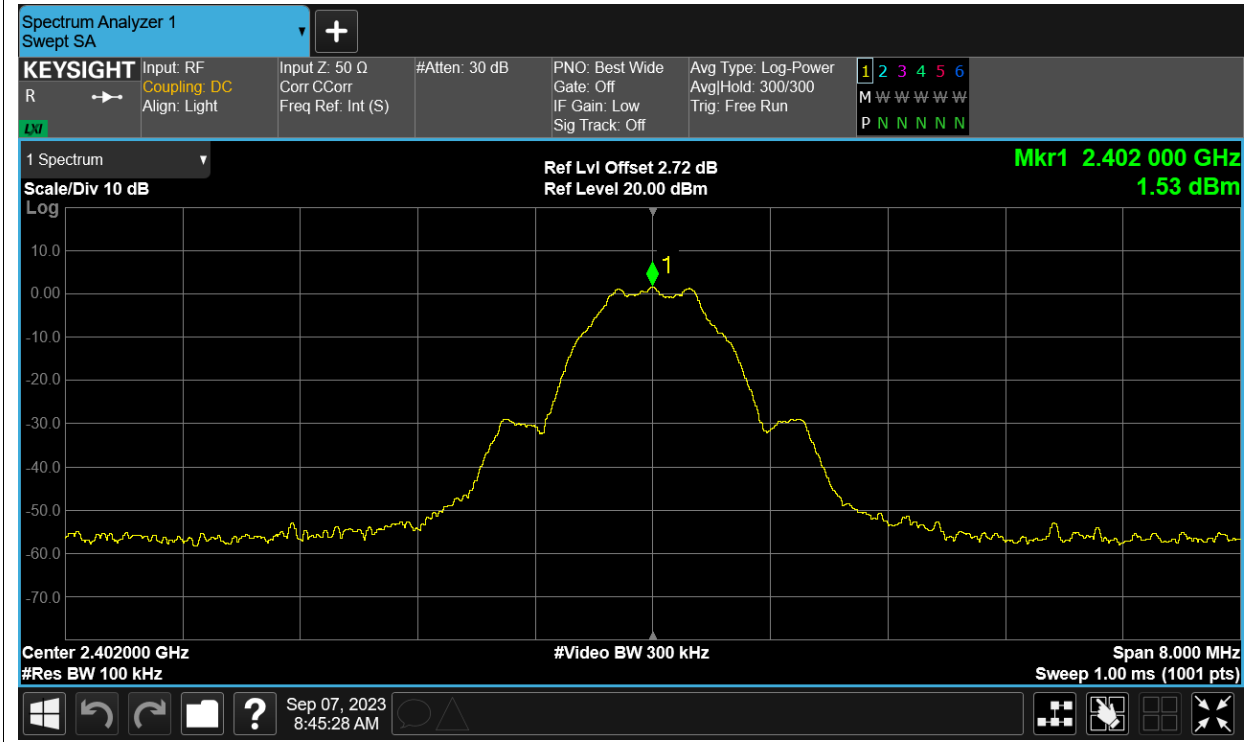 Spectrum Analyzer 1
Swept SA
KEYSIGHT
R
LXI
Input: RF
Coupling: DC
Align: Light
Input Z: 50 Ω
Corr CCorr
Freq Ref: Int (S)
#Atten: 30 dB
PNO: Best Wide
Gate: Off
IF Gain: Low
Sig Track: Off
Avg Type: Log-Power
Avg|Hold: 300/300
Trig: Free Run
1 2 3 4 5 6
M W W W W W
P N N N N N
1 Spectrum
Scale/Div 10 dB
Log
Ref Lvl Offset 2.72 dB
Ref Level 20.00 dBm
Mkr1 2.402 000 GHz
1.53 dBm
10.0
1
0.00
-10.0
-20.0
-30.0
-40.0
-50.0
-60.0
-70.0
Center 2.402000 GHz
#Video BW 300 kHz
Span 8.000 MHz
#Res BW 100 kHz
Sweep 1.00 ms (1001 pts)
?
Sep 07, 2023
8:45:28 AM